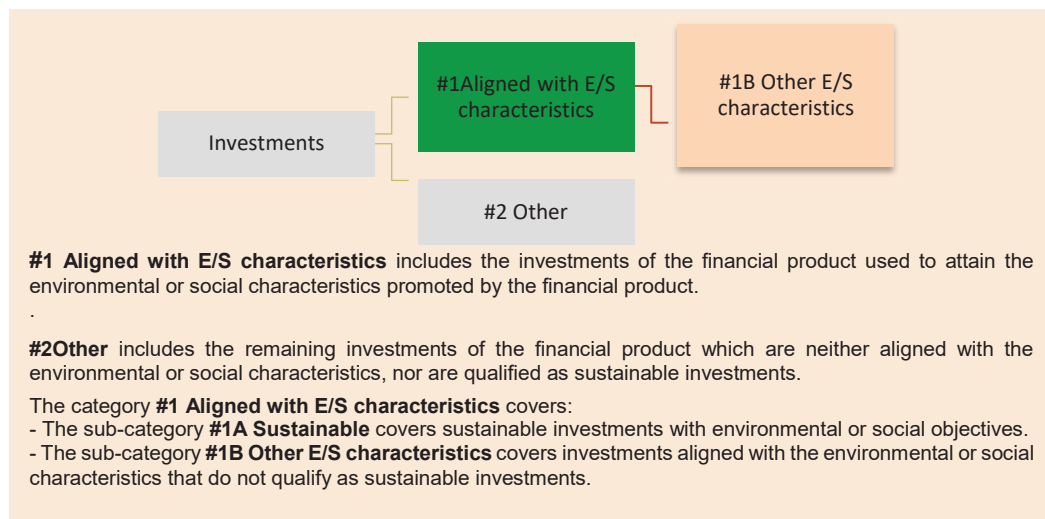 #1Aligned with E/S
characteristics
#1B Other E/S
characteristics
Investments
#2 Other
#1 Aligned with E/S characteristics includes the investments of the financial product used to attain the
environmental or social characteristics promoted by the financial product.
.
#2Other includes the remaining investments of the financial product which are neither aligned with the
environmental or social characteristics, nor are qualified as sustainable investments.
The category #1 Aligned with E/S characteristics covers:
- The sub-category #1A Sustainable covers sustainable investments with environmental or social objectives.
- The sub-category #1B Other E/S characteristics covers investments aligned with the environmental or social
characteristics that do not qualify as sustainable investments.